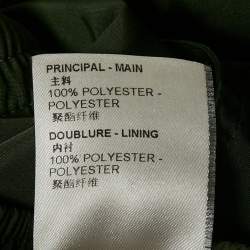 PRINCIPAL - MAIN
主料
100% POLYESTER -
POLYESTER
聚酯纤维
DOUBLURE - LINING
内衬
100% POLYESTER -
POLYESTER
聚酯纤维